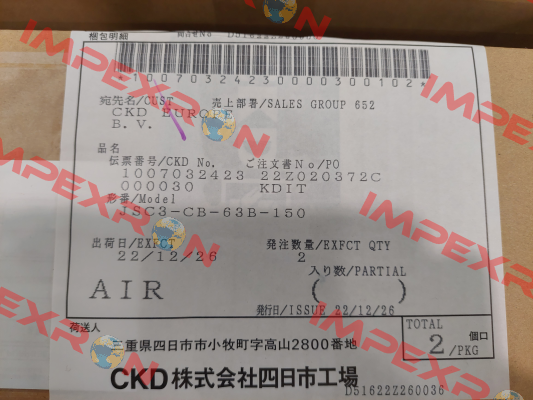 梱包明細
*100703242300003001​02*
宛先名/CUST 売上部署/SALES GROUP 652
CKD EUROPE
B. V.
品名
伝票番号/CKD No. ご注文書No/PO
1007032423 22Z020372C
000030 KDIT
形番/Model
JSC3-CB-63B-150
出荷日/EXFCT 発注数量/EXFCT QTY
22/12/26 2
入り数/PARTIAL
AIR ( )
発行日/ISSUE 22/12/26
荷送人 TOTAL 個口
三重県四日市市小牧町字高山2800番地 2/PKG
CKD株式会社四日市工場
D51622Z260036
IMPEXRON